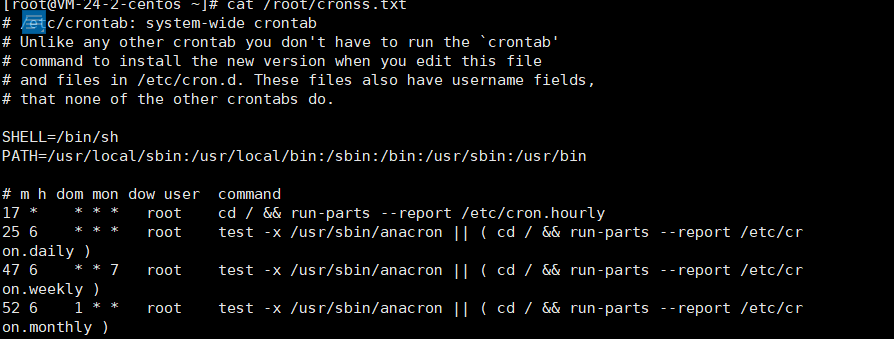 [root@VM-24-2-centos ~]# cat /root/cronss.txt
# /etc/crontab: system-wide crontab
# Unlike any other crontab you don't have to run the `crontab'
# command to install the new version when you edit this file
# and files in /etc/cron.d. These files also have username fields,
# that none of the other crontabs do.
SHELL=/bin/sh
PATH=/usr/local/sbin:/usr/local/bin:/sbin:/bin:/usr/sbin:/usr/bin
# m h dom mon dow user  command
17 *    * * *   root    cd / && run-parts --report /etc/cron.hourly
25 6    * * *   root    test -x /usr/sbin/anacron || ( cd / && run-parts --report /etc/cr
on.daily )
47 6    * * 7   root    test -x /usr/sbin/anacron || ( cd / && run-parts --report /etc/cr
on.weekly )
52 6    1 * *   root    test -x /usr/sbin/anacron || ( cd / && run-parts --report /etc/cr
on.monthly )